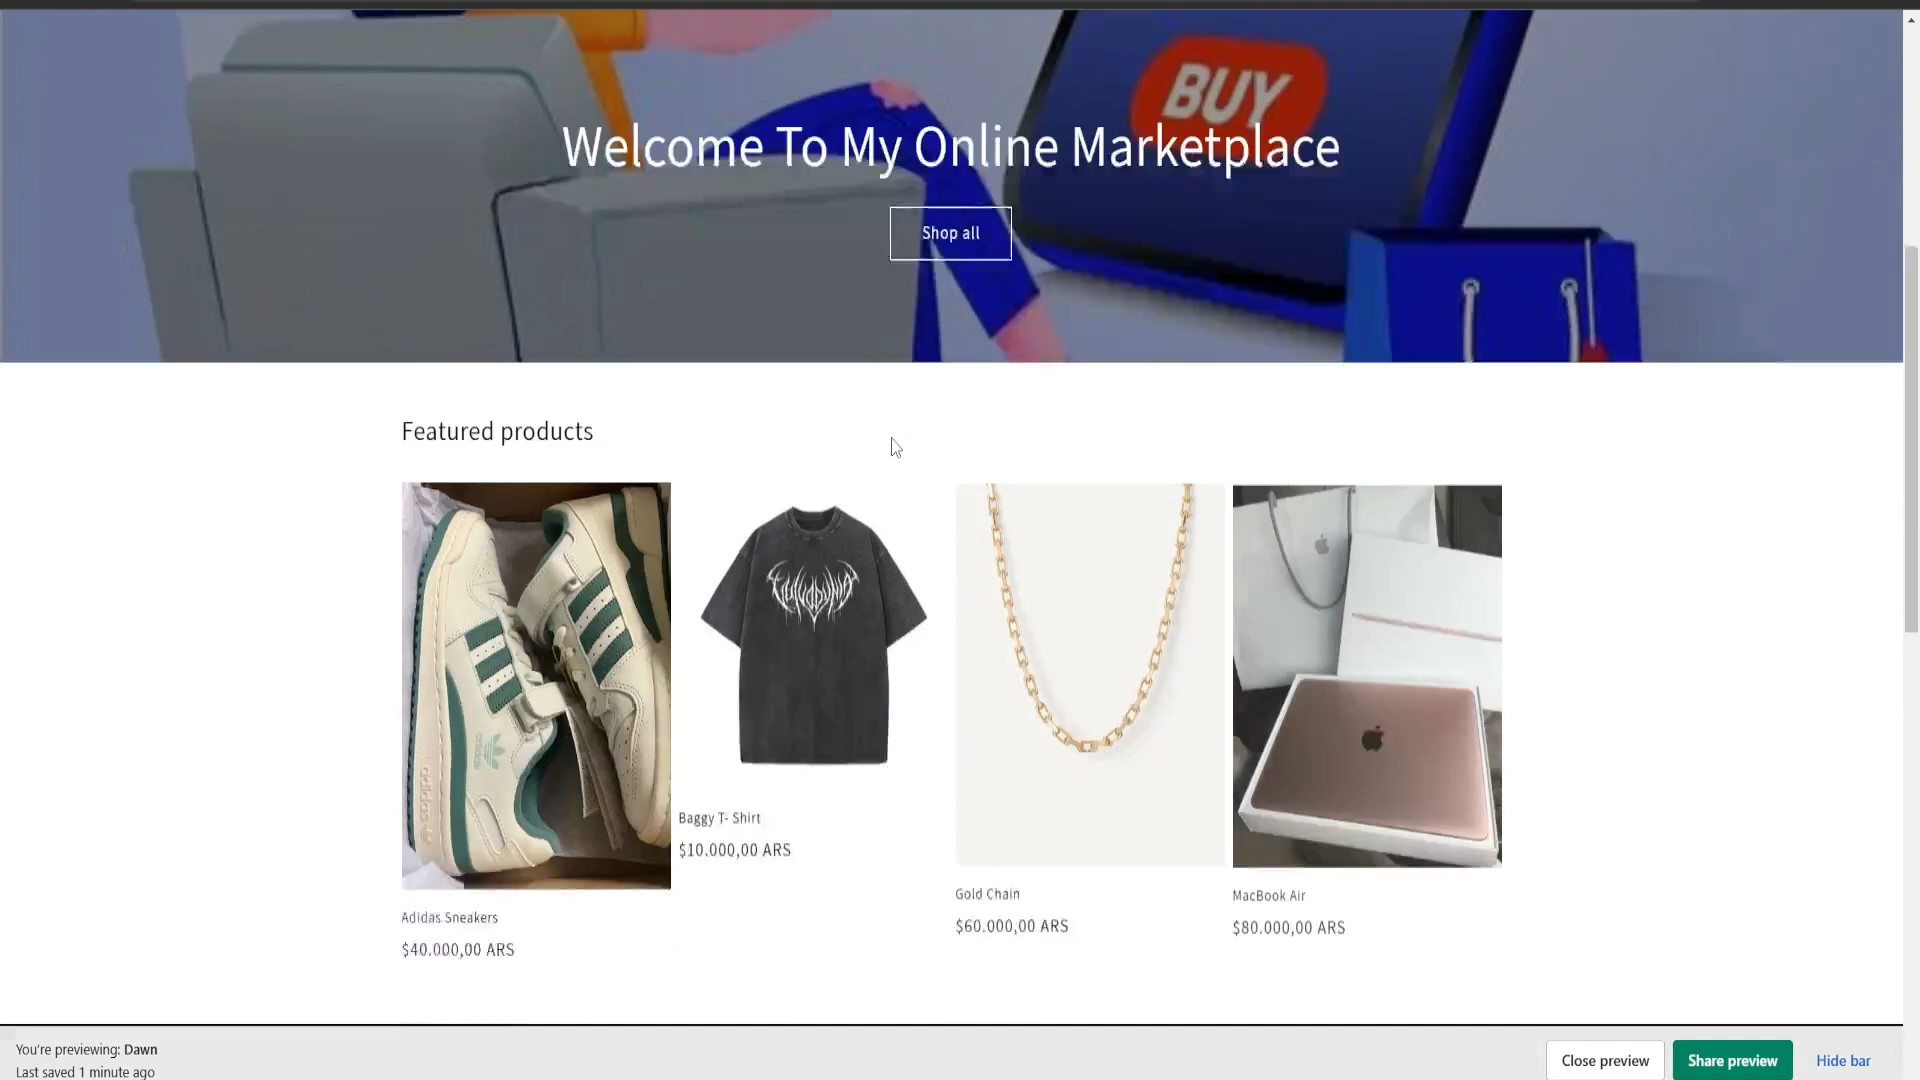 BUY
Welcome To My Online Marketplace
Shop all
Featured products
adidas
Baggy T- Shirt
$10.000,00 ARS
Gold Chain
$60.000,00 ARS
MacBook Air
$80.000,00 ARS
Adidas Sneakers
$40.000,00 ARS
You're previewing: Dawn
Last saved 1 minute ago
Close preview
Share preview
Hide bar